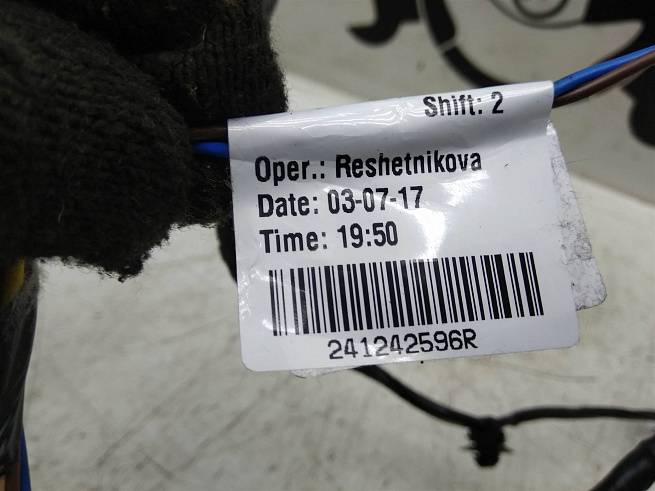 Shift: 2
Oper.: Reshetnikova
Date: 03-07-17
Time: 19:50
241242596R